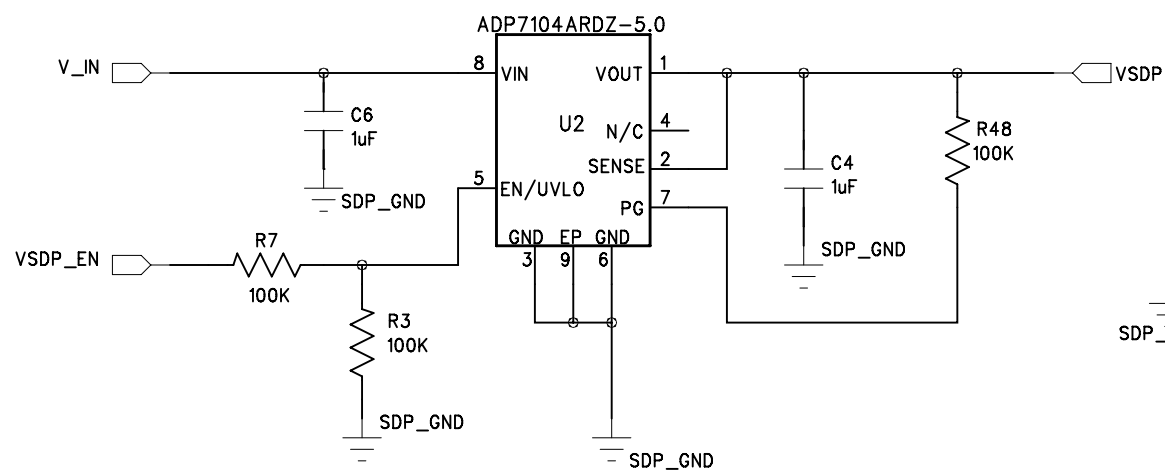 ADP7104ARDZ-5.0
V_IN
8
VIN
VOUT
1
VSDP
C6
1uF
U2
N/C
4
R48
100K
SENSE
2
C4
1uF
5
EN/UVLO
SDP_GND
PG
7
GND
EP
GND
3
9
6
SDP_GND
VSDP_EN
R7
100K
R3
100K
SDP_
SDP_GND
SDP_GND